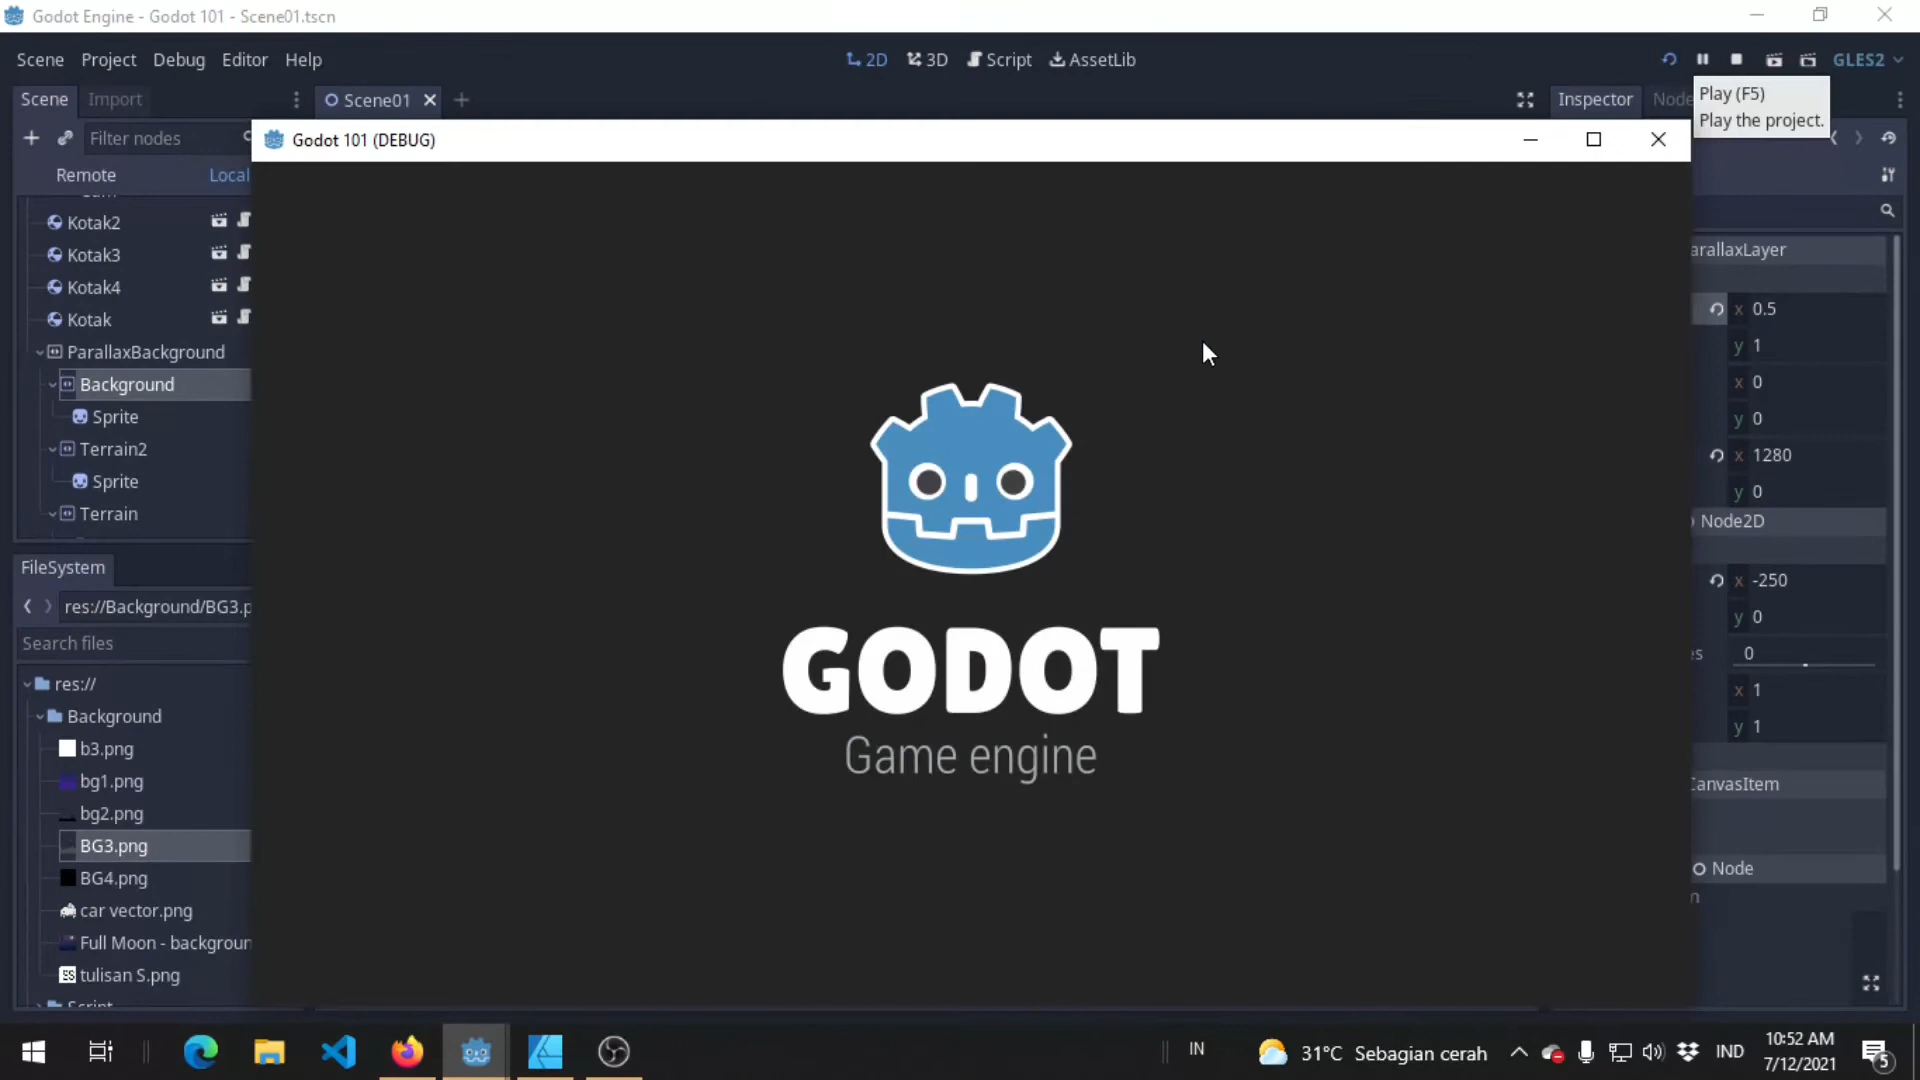 Godot Engine - Godot 101 - Scene01.tscn
Scene Project Debug Editor Help
2D 3D Script AssetLib
GLES2
Scene Import
Scene01
Inspector
Play (F5)
Play the project.
Filter nodes
Godot 101 (DEBUG)
Remote Local
Kotak2
Kotak3
Kotak4
Kotak
ParallaxBackground
Background
Sprite
Terrain2
Sprite
Terrain
FileSystem
res://Background/BG3.p
Search files
res://
Background
b3.png
bg1.png
bg2.png
BG3.png
BG4.png
car vector.png
Full Moon - backgroun
tulisan S.png
Script
GODOT
Game engine
arallaxLayer
x 0.5
y 1
x 0
y 0
x 1280
y 0
Node2D
x -250
y 0
es 0
x 1
y 1
CanvasItem
Node
IN
31°C Sebagian cerah
IND
10:52 AM
7/12/2021
5